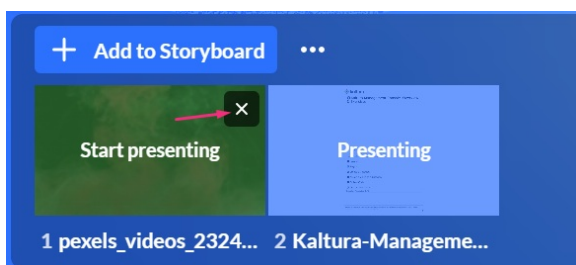 + Add to Storyboard ...
Start presenting
Presenting
1 pexels_videos_2324...
2 Kaltura-Manageme...